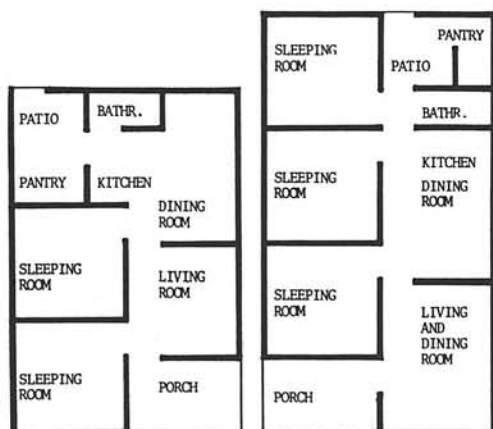 PATIO
BATHR.
PANTRY
KITCHEN
DINING
ROOM
SLEEPING
ROOM
LIVING
ROOM
SLEEPING
ROOM
PORCH
SLEEPING
ROOM
PANTRY
PATIO
BATHR.
SLEEPING
ROOM
KITCHEN
DINING
ROOM
SLEEPING
ROOM
LIVING
AND
DINING
ROOM
PORCH